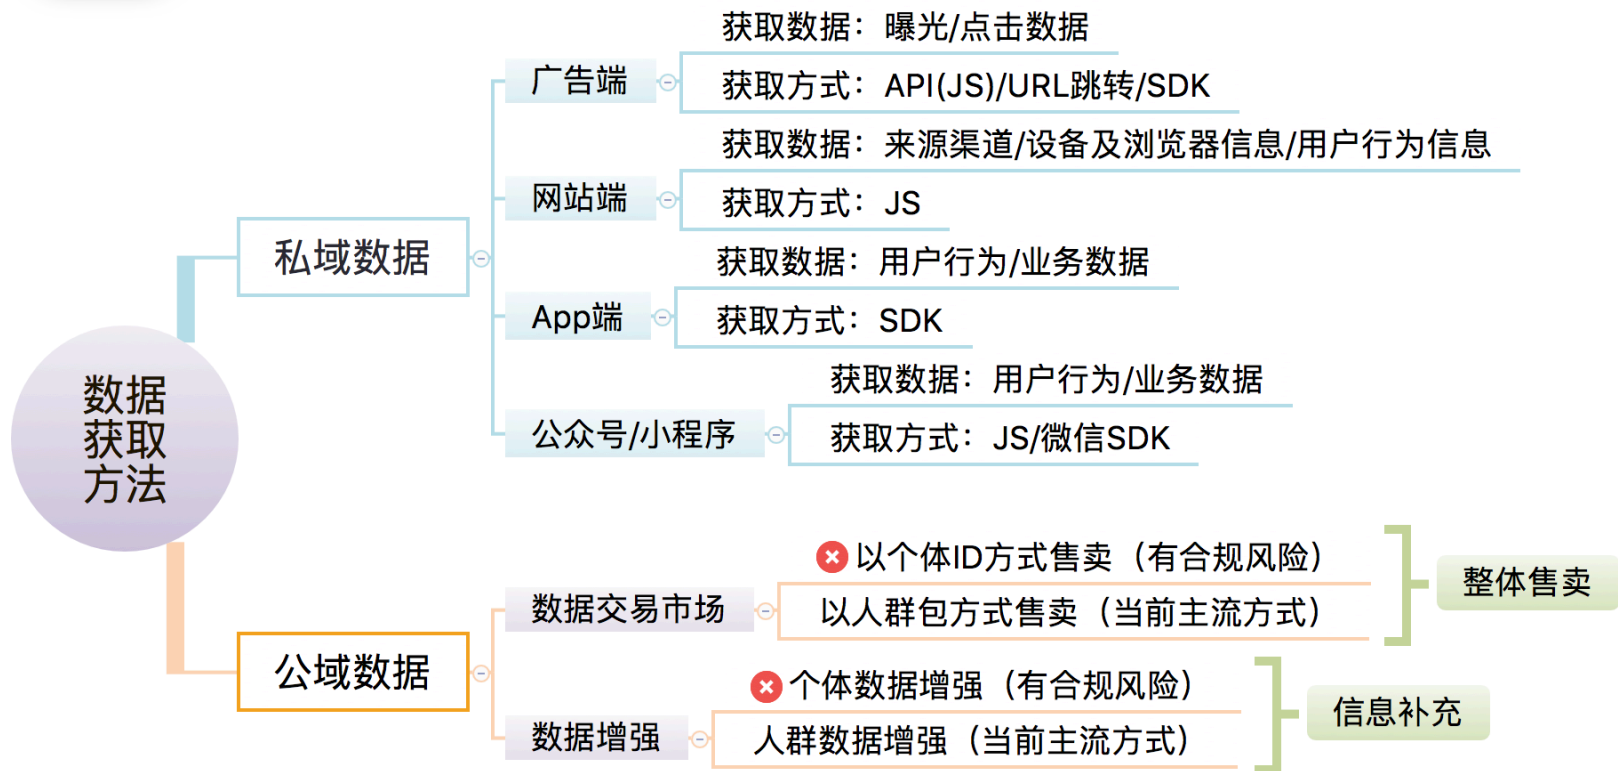 数据
获取
方法
私域数据
广告端
获取数据：曝光/点击数据
获取方式：API(JS)/URL跳转/SDK
网站端
获取数据：来源渠道/设备及浏览器信息/用户行为信息
获取方式：JS
App端
获取数据：用户行为/业务数据
获取方式：SDK
公众号/小程序
获取数据：用户行为/业务数据
获取方式：JS/微信SDK
公域数据
数据交易市场
以个体ID方式售卖（有合规风险）
以人群包方式售卖（当前主流方式）
整体售卖
数据增强
个体数据增强（有合规风险）
人群数据增强（当前主流方式）
信息补充